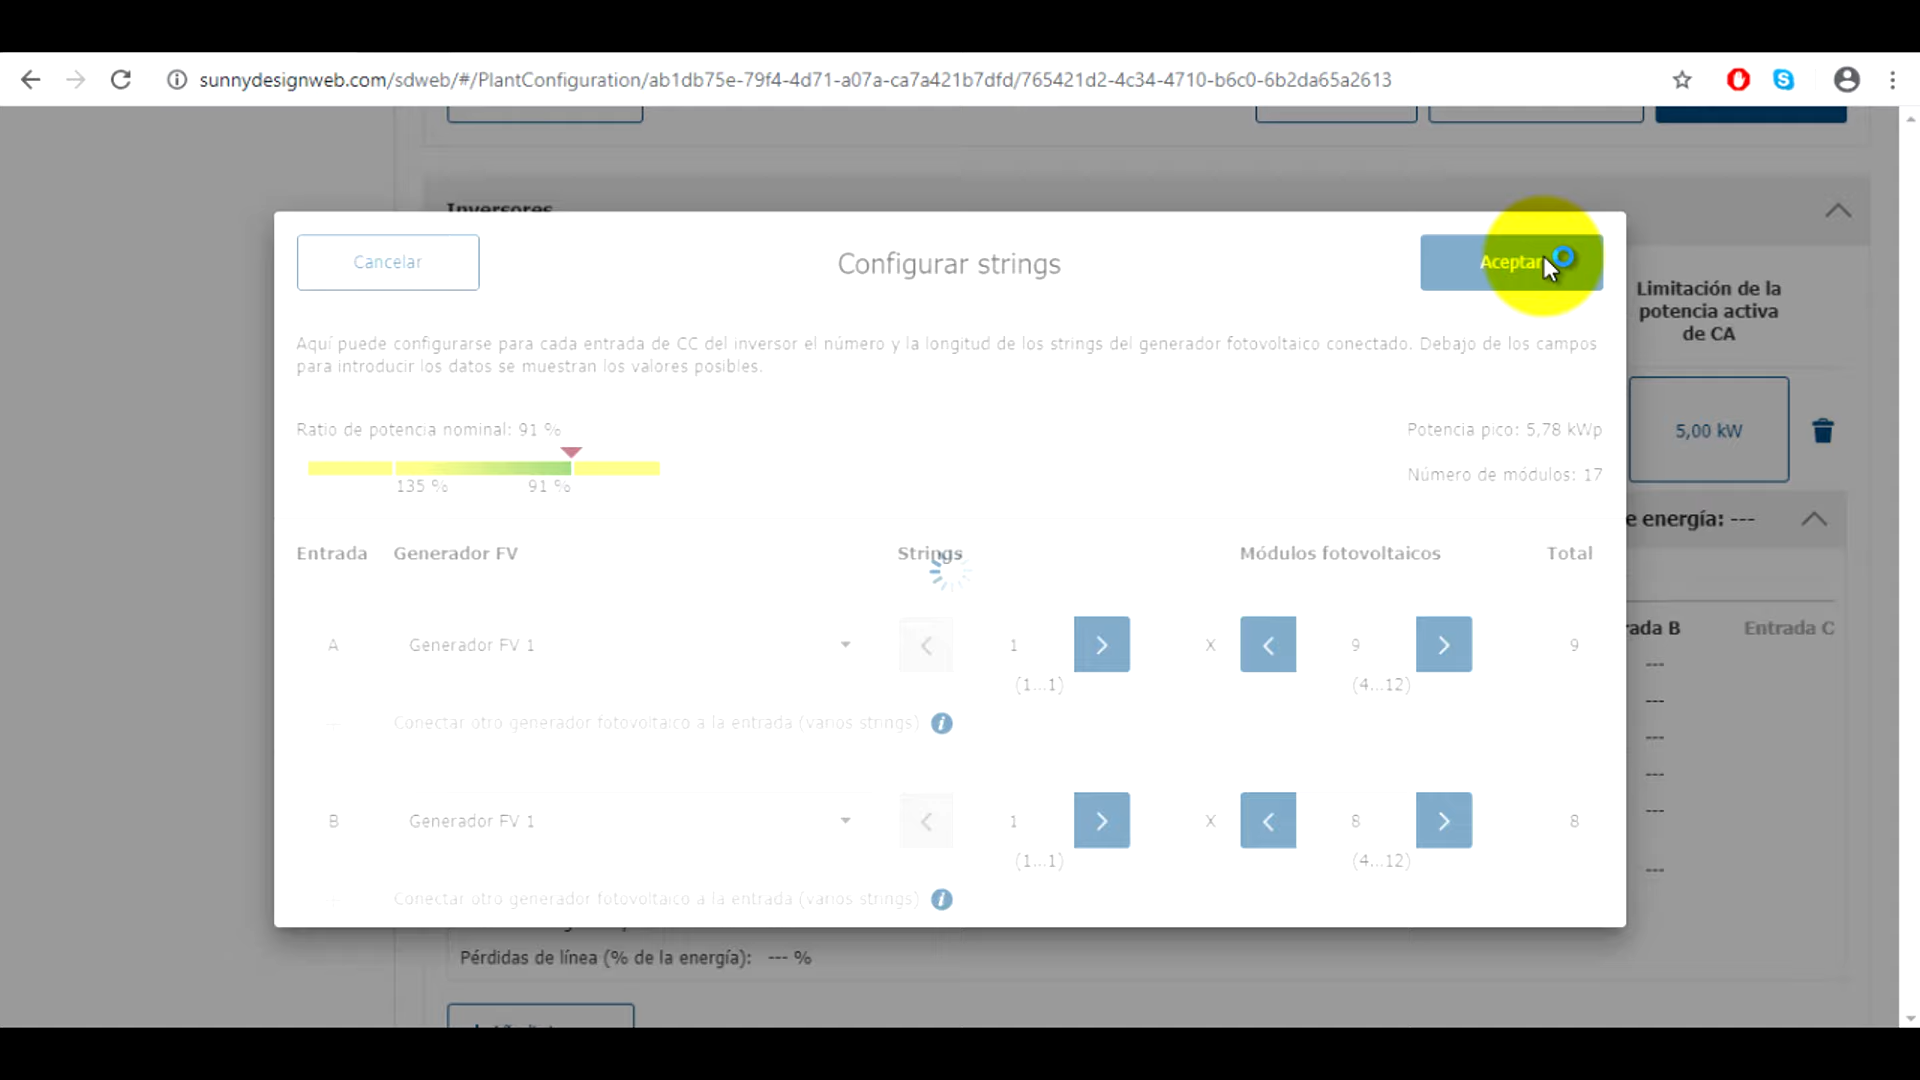 sunnydesignweb.com/sdweb/#/PlantConfiguration/ab1db75e-79f4-4d71-a07a-ca7a421b7dfd/765421d2-4c34-4710-b6c0-6b2da65a2613
Inversores
Cancelar
Configurar strings
Aceptar
Limitación de la
potencia activa
de CA
Aquí puede configurarse para cada entrada de CC del inversor el número y la longitud de los strings del generador fotovoltaico conectado. Debajo de los campos
para introducir los datos se muestran los valores posibles.
Ratio de potencia nominal: 91 %
Potencia pico: 5,78 kWp
5,00 kW
135 %
91 %
Número de módulos: 17
e energía: ---
Entrada
Generador FV
Strings
Módulos fotovoltaicos
Total
rada B
Entrada C
A
Generador FV 1
1
X
9
9
---
(1...1)
(4...12)
---
---
Conectar otro generador fotovoltaico a la entrada (varios strings)
---
---
B
Generador FV 1
1
X
8
8
---
(1...1)
(4...12)
---
Conectar otro generador fotovoltaico a la entrada (varios strings)
Pérdidas de línea (% de la energía): --- %